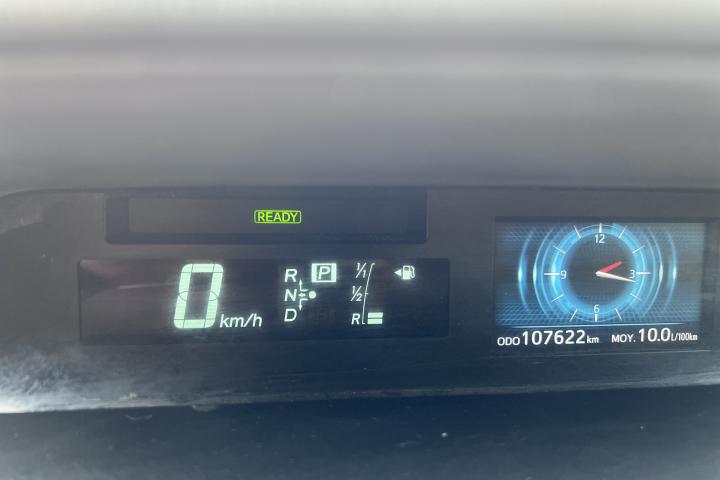 READY
0 km/h
R P
N
D
1/1
1/2
R
12
3
6
9
ODO 107622 km MOY. 10.0 L/100km